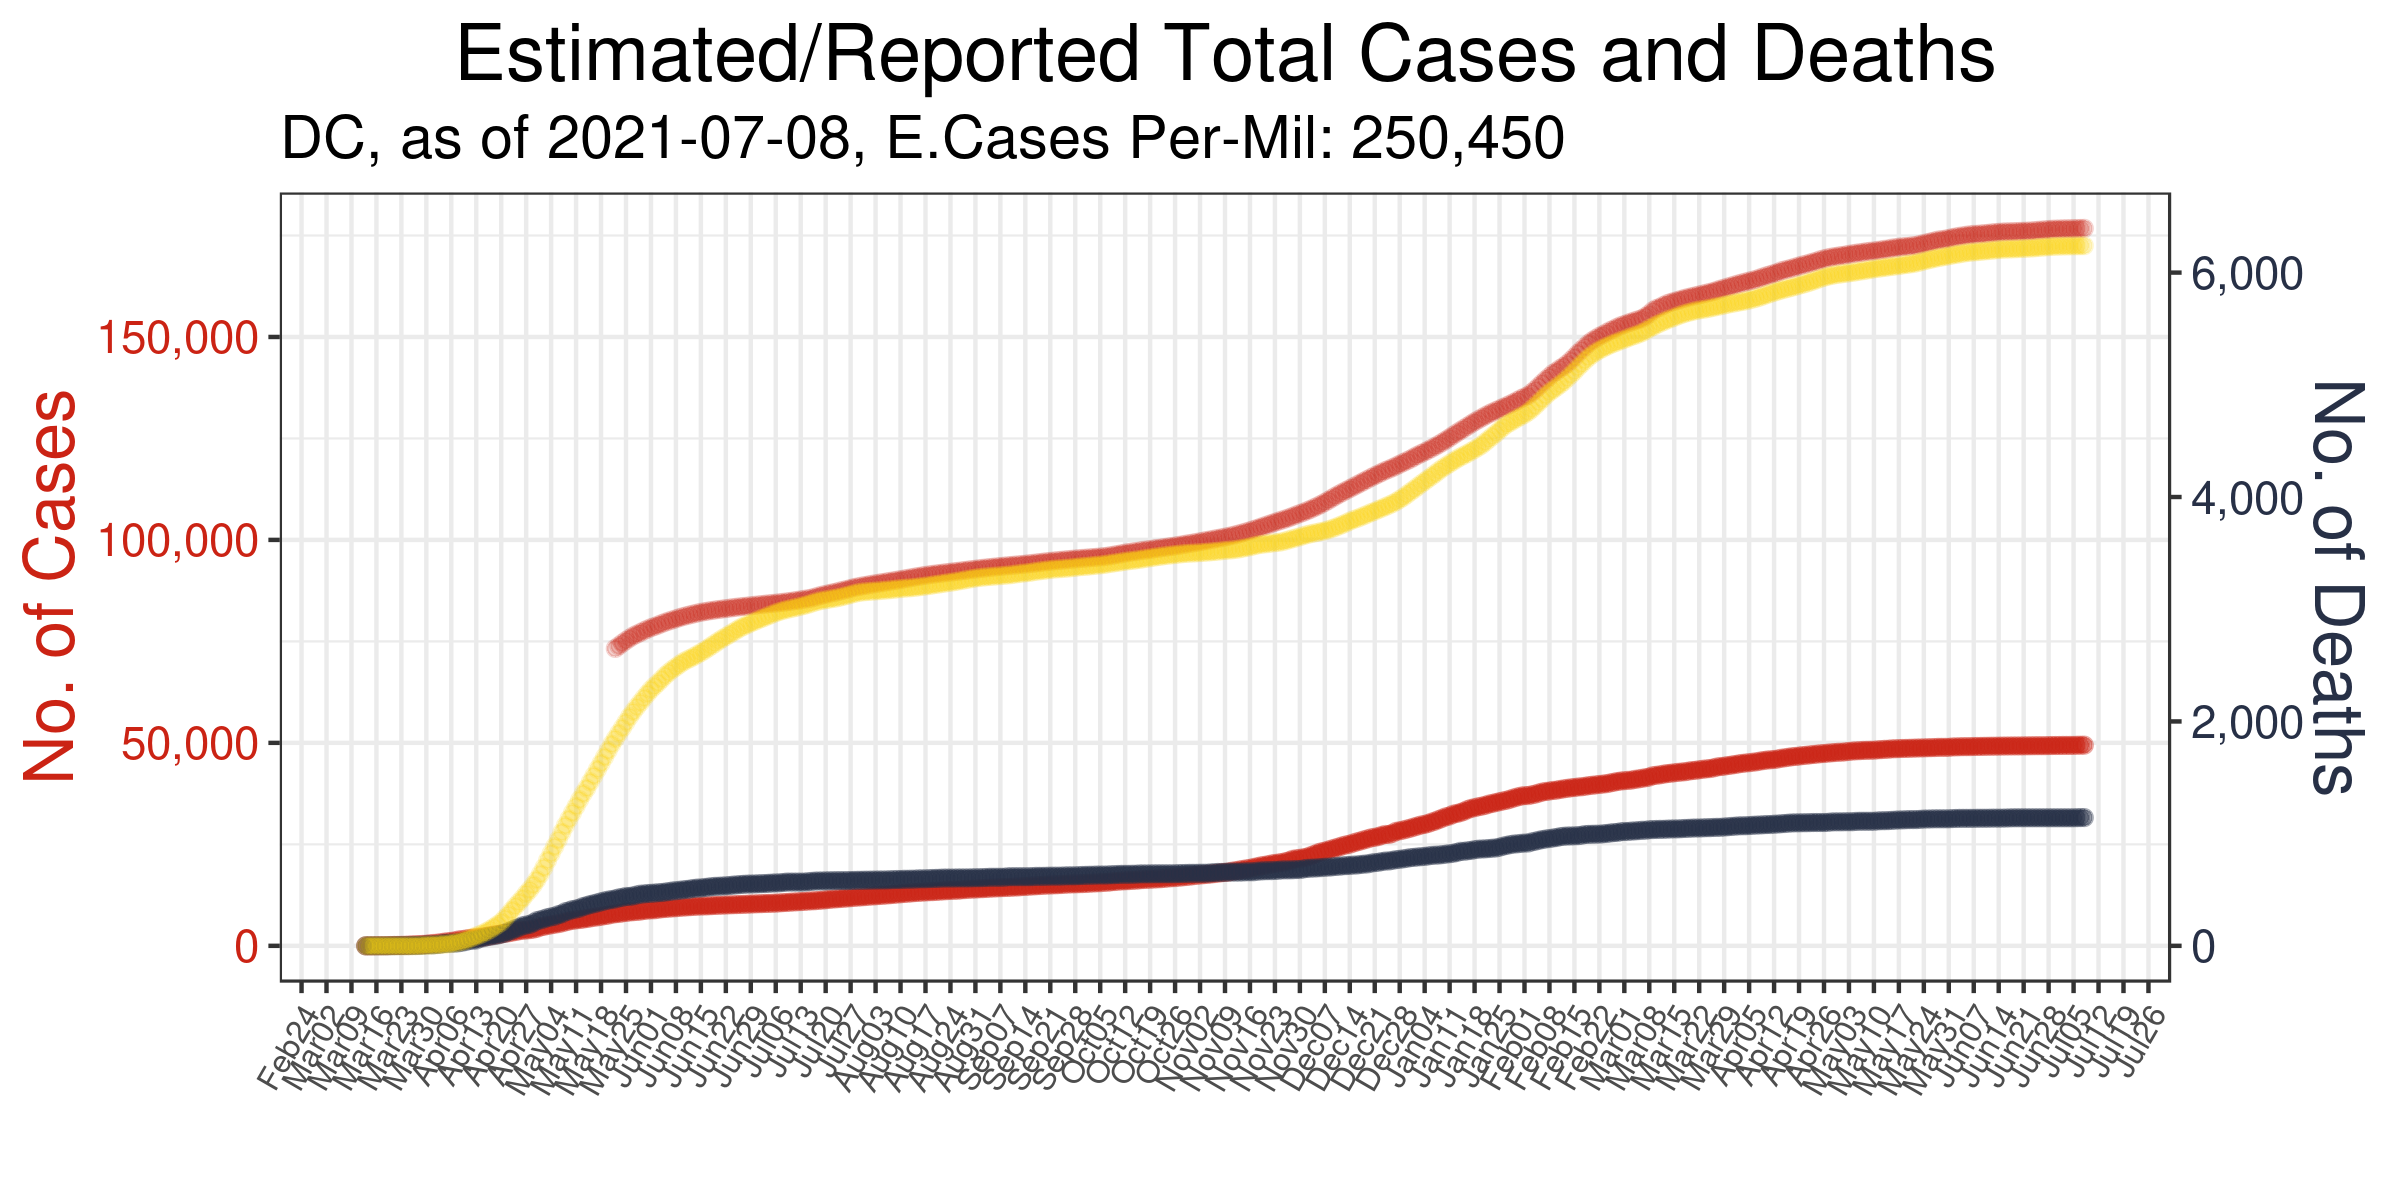 Estimated/Reported Total Cases and Deaths
DC, as of 2021-07-08, E.Cases Per-Mil: 250,450
No. of Cases
150,000
100,000
50,000
0
6,000
4,000
2,000
0
No. of Deaths
Feb24
Mar02
Mar09
Mar16
Mar23
Mar30
Apr06
Apr13
Apr20
Apr27
May04
May11
May18
May25
Jun01
Jun08
Jun15
Jun22
Jun29
Jul06
Jul13
Jul20
Jul27
Aug03
Aug10
Aug17
Aug24
Aug31
Sep07
Sep14
Sep21
Sep28
Oct05
Oct12
Oct19
Oct26
Nov02
Nov09
Nov16
Nov23
Nov30
Dec07
Dec14
Dec21
Dec28
Jan04
Jan11
Jan18
Jan25
Feb01
Feb08
Feb15
Feb22
Mar01
Mar08
Mar15
Mar22
Mar29
Apr05
Apr12
Apr19
Apr26
May03
May10
May17
May24
May31
Jun07
Jun14
Jun21
Jun28
Jul05
Jul12
Jul19
Jul26